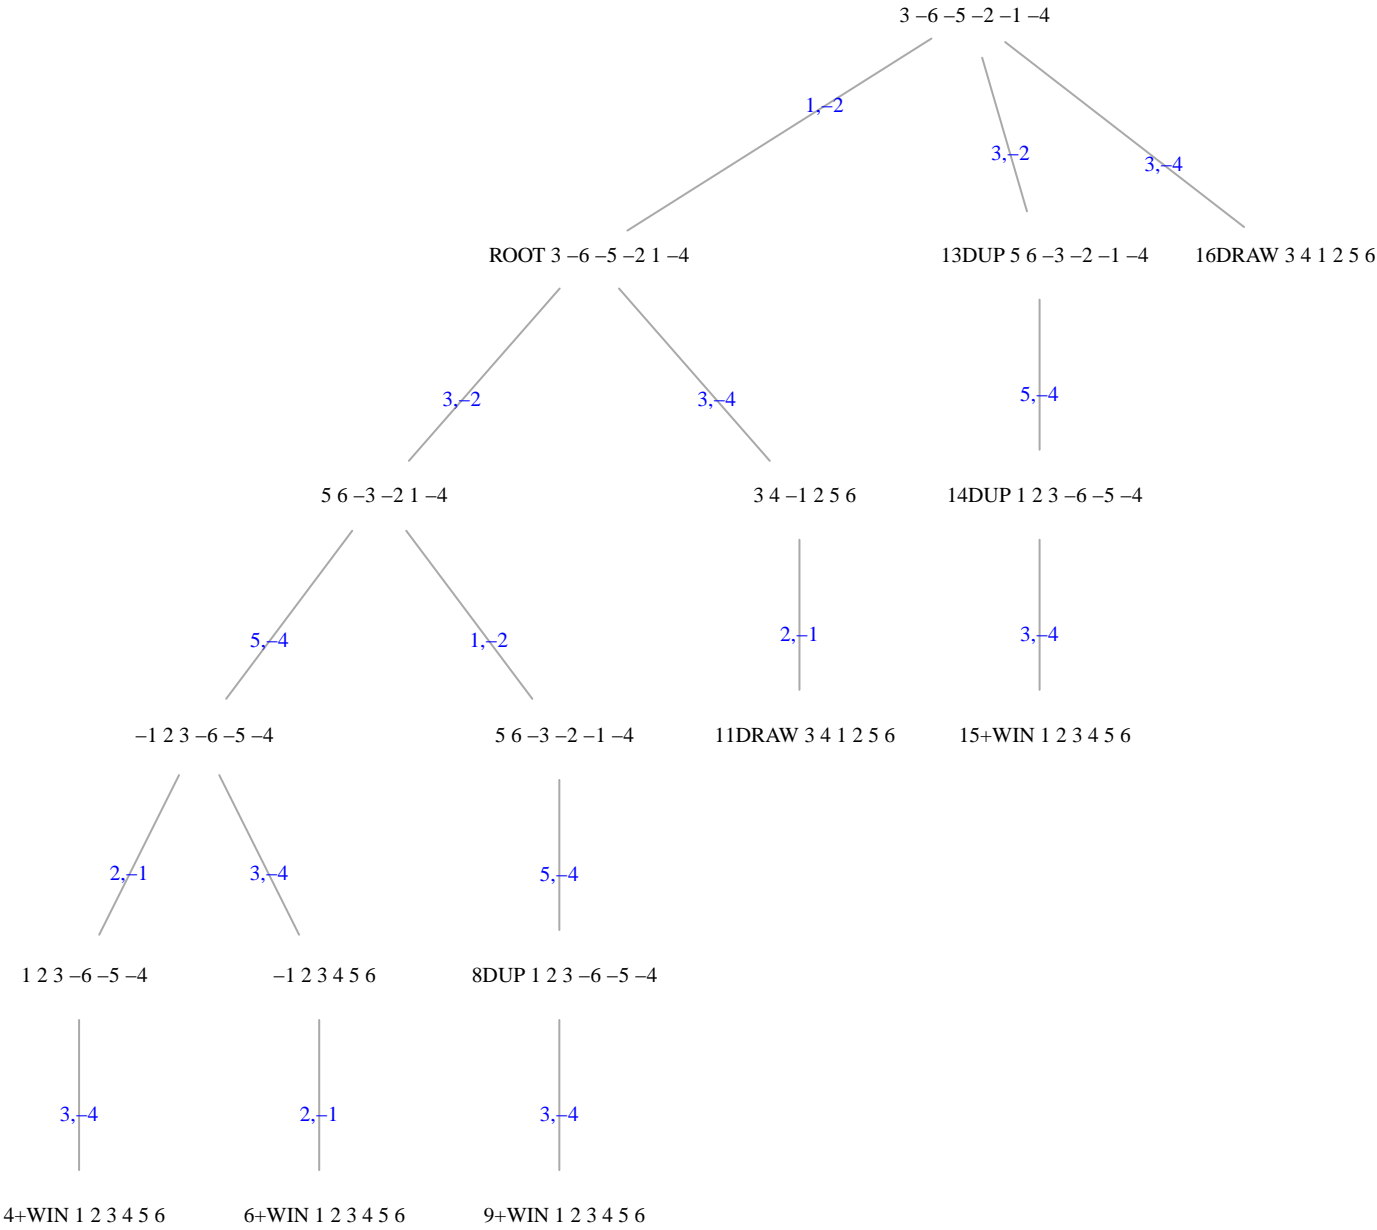 3 –6 –5 –2 –1 –4
1,–2
3,–2
3,–4
ROOT 3 –6 –5 –2 1 –4
13DUP 5 6 –3 –2 –1 –4
16DRAW 3 4 1 2 5 6
3,–2
3,–4
5,–4
5 6 –3 –2 1 –4
3 4 –1 2 5 6
14DUP 1 2 3 –6 –5 –4
5,–4
1,–2
2,–1
3,–4
–1 2 3 –6 –5 –4
5 6 –3 –2 –1 –4
11DRAW 3 4 1 2 5 6
15+WIN 1 2 3 4 5 6
2,–1
3,–4
5,–4
1 2 3 –6 –5 –4
–1 2 3 4 5 6
8DUP 1 2 3 –6 –5 –4
3,–4
2,–1
3,–4
4+WIN 1 2 3 4 5 6
6+WIN 1 2 3 4 5 6
9+WIN 1 2 3 4 5 6